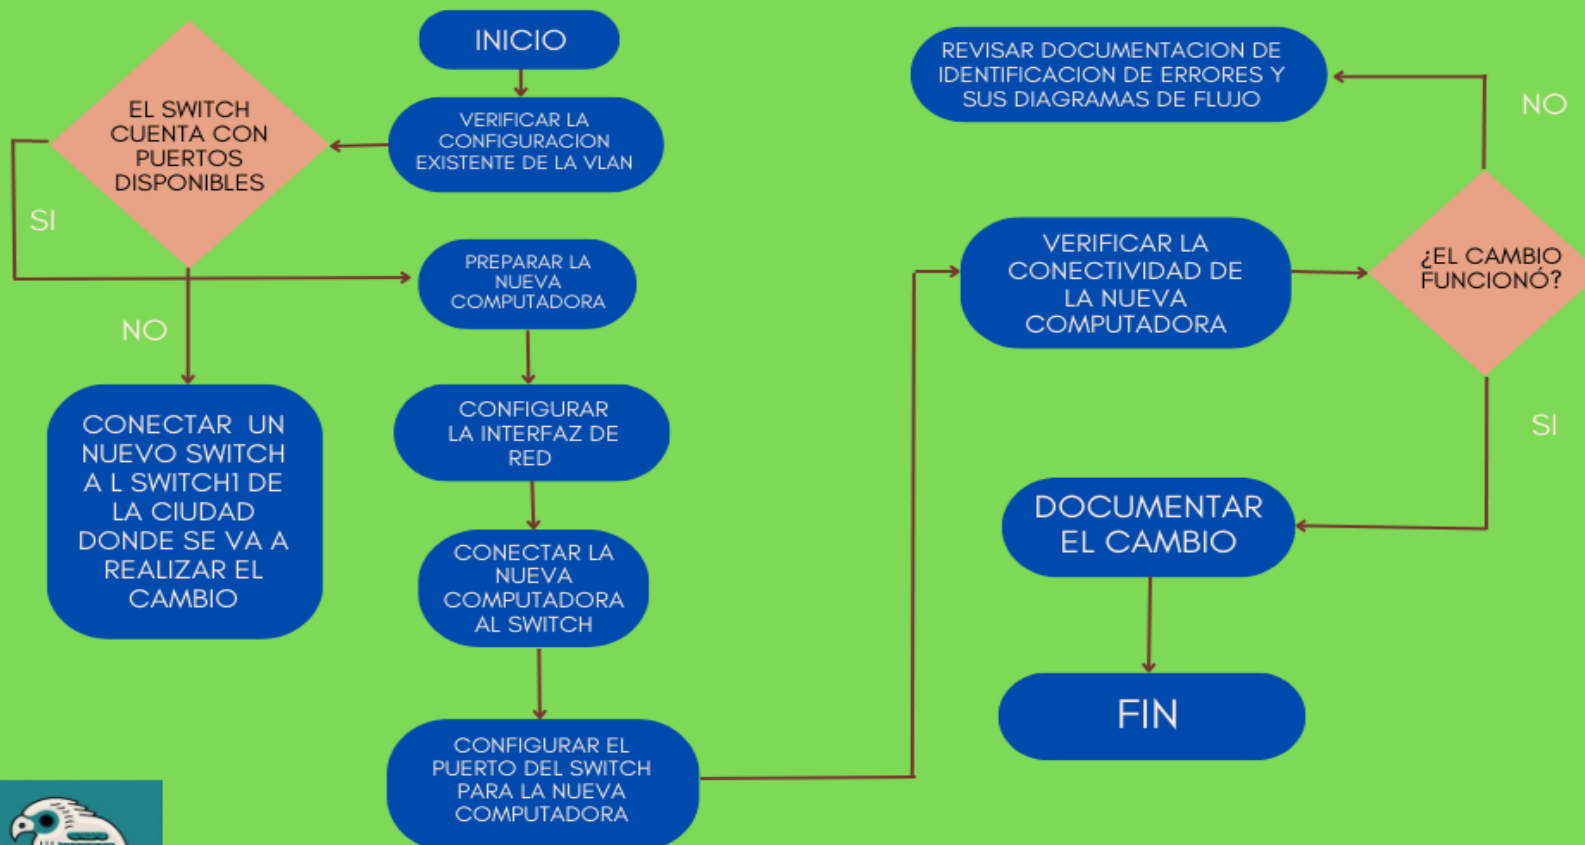 INICIO
VERIFICAR LA
CONFIGURACION
EXISTENTE DE LA VLAN
EL SWITCH
CUENTA CON
PUERTOS
DISPONIBLES
SI
NO
CONECTAR UN
NUEVO SWITCH
A L SWITCH1 DE
LA CIUDAD
DONDE SE VA A
REALIZAR EL
CAMBIO
PREPARAR LA
NUEVA
COMPUTADORA
CONFIGURAR
LA INTERFAZ DE
RED
CONECTAR LA
NUEVA
COMPUTADORA
AL SWITCH
CONFIGURAR EL
PUERTO DEL SWITCH
PARA LA NUEVA
COMPUTADORA
VERIFICAR LA
CONECTIVIDAD DE
LA NUEVA
COMPUTADORA
¿EL CAMBIO
FUNCIONÓ?
NO
REVISAR DOCUMENTACION DE
IDENTIFICACION DE ERRORES Y
SUS DIAGRAMAS DE FLUJO
SI
DOCUMENTAR
EL CAMBIO
FIN